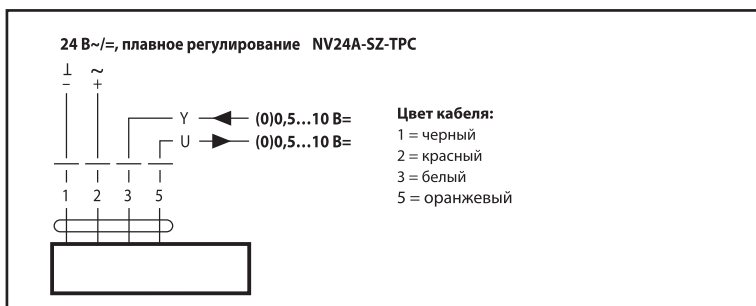 24 В~/=, плавное регулирование NV24A-SZ-TPC
⊥ ~
– +
Y (0)0,5...10 В=
U (0)0,5...10 В=
1 2 3 5
Цвет кабеля:
1 = черный
2 = красный
3 = белый
5 = оранжевый